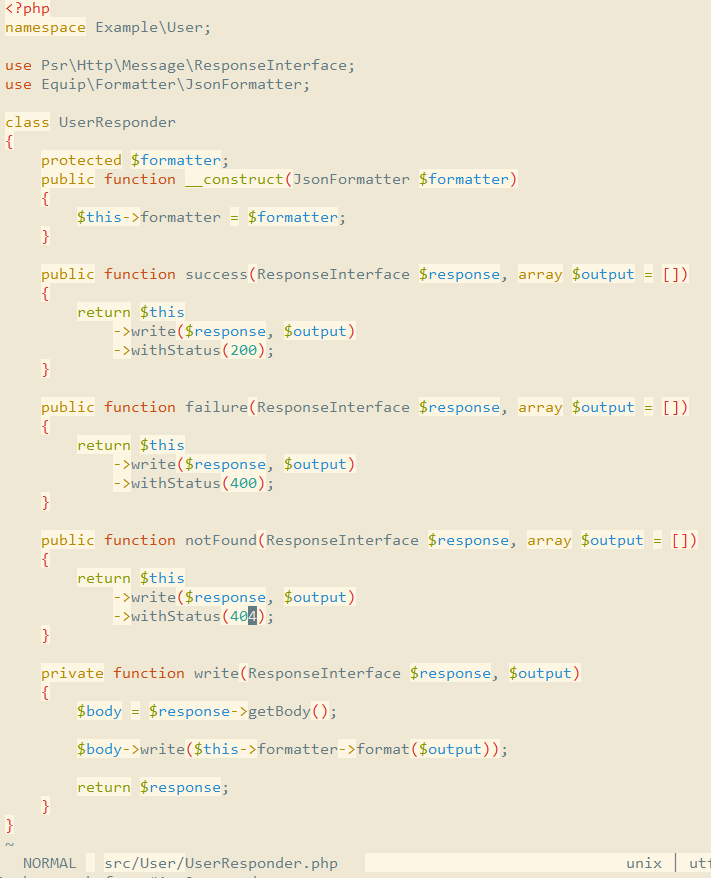 <?php
namespace Example\User;

use Psr\Http\Message\ResponseInterface;
use Equip\Formatter\JsonFormatter;

class UserResponder
{
    protected $formatter;
    public function __construct(JsonFormatter $formatter)
    {
        $this->formatter = $formatter;
    }

    public function success(ResponseInterface $response, array $output = [])
    {
        return $this
            ->write($response, $output)
            ->withStatus(200);
    }

    public function failure(ResponseInterface $response, array $output = [])
    {
        return $this
            ->write($response, $output)
            ->withStatus(400);
    }

    public function notFound(ResponseInterface $response, array $output = [])
    {
        return $this
            ->write($response, $output)
            ->withStatus(404);
    }

    private function write(ResponseInterface $response, $output)
    {
        $body = $response->getBody();

        $body->write($this->formatter->format($output));

        return $response;
    }
}
~
NORMAL src/User/UserResponder.php unix | utf